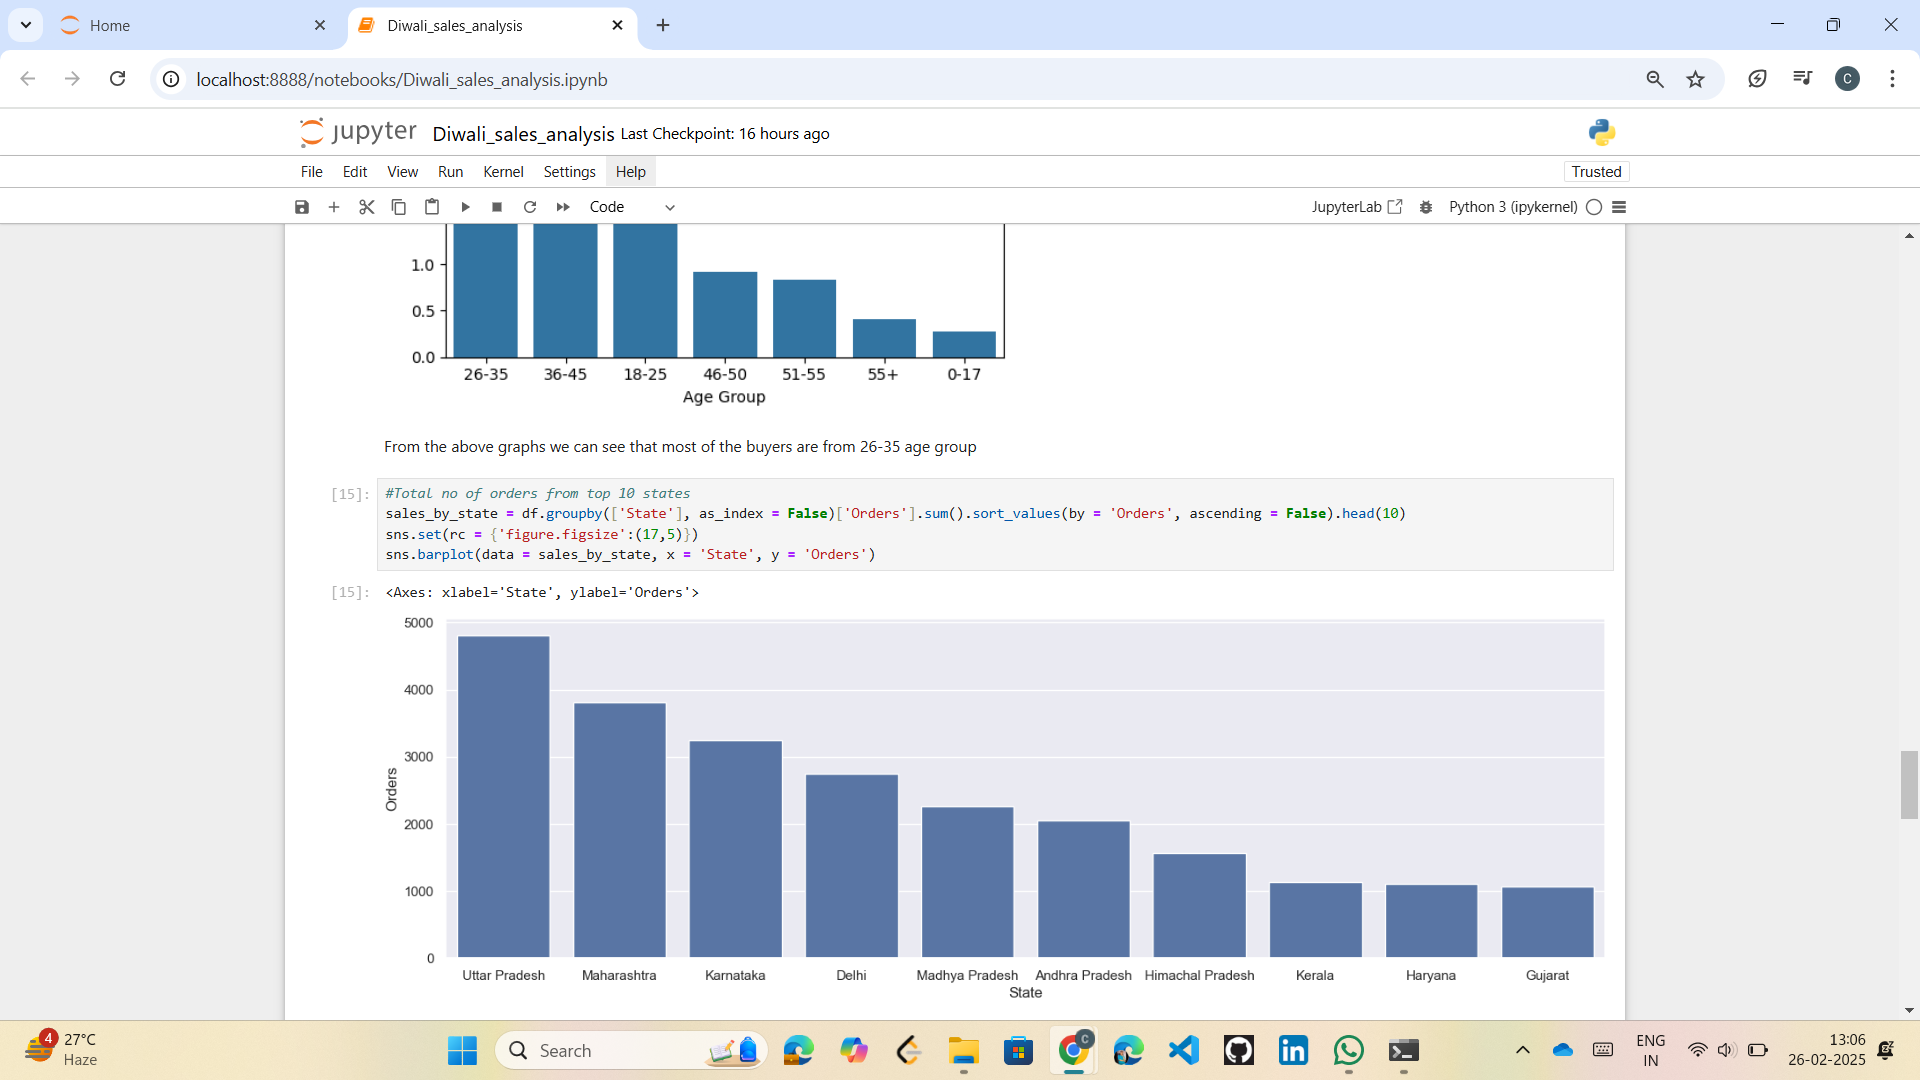 Home
Diwali_sales_analysis
localhost:8888/notebooks/Diwali_sales_analysis.ipynb
C
jupyter Diwali_sales_analysis Last Checkpoint: 16 hours ago
File Edit View Run Kernel Settings Help
Trusted
Code
JupyterLab
Python 3 (ipykernel)
1.0
0.5
0.0
26-35 36-45 18-25 46-50 51-55 55+ 0-17
Age Group
From the above graphs we can see that most of the buyers are from 26-35 age group
[15]: #Total no of orders from top 10 states
sales_by_state = df.groupby(['State'], as_index = False)['Orders'].sum().sort_values(by = 'Orders', ascending = False).head(10)
sns.set(rc = {'figure.figsize':(17,5)})
sns.barplot(data = sales_by_state, x = 'State', y = 'Orders')
[15]: <Axes: xlabel='State', ylabel='Orders'>
5000
4000
3000
2000
1000
0
Orders
Uttar Pradesh Maharashtra Karnataka Delhi Madhya Pradesh Andhra Pradesh Himachal Pradesh Kerala Haryana Gujarat
State
4
27°C
Haze
Search
C
in
ENG
IN
13:06
26-02-2025